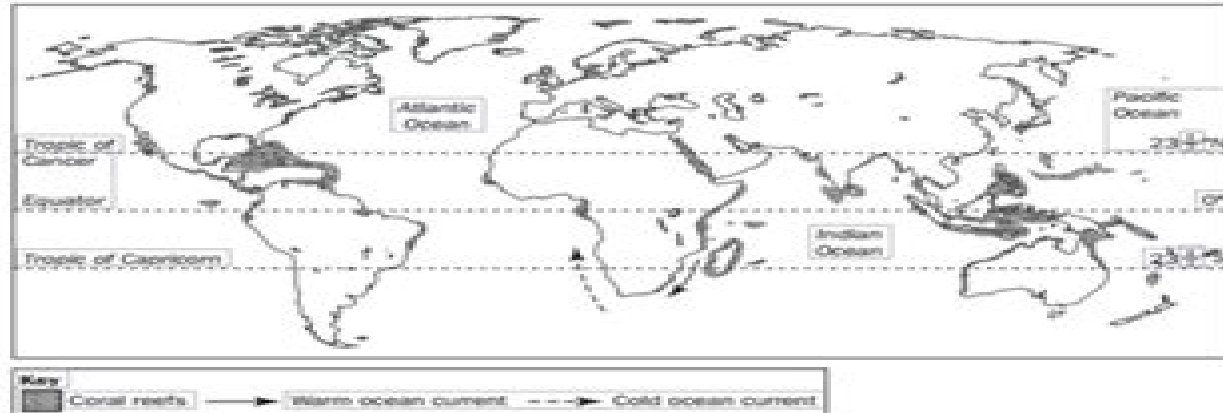 Atlantic
Ocean
Pacific
Ocean
Tropic of
Cancer
Equator
0°
Indian
Ocean
Tropic of Capricorn
Key
Coral reefs
Warm ocean current
Cold ocean current